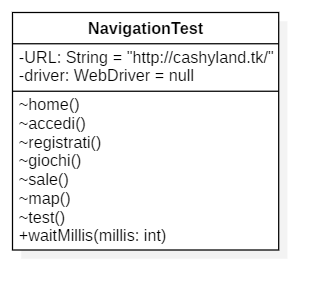 NavigationTest
-URL: String = "http://cashyland.tk/"
-driver: WebDriver = null
~home()
~accedi()
~registrati()
~giochi()
~sale()
~map()
~test()
+waitMillis(millis: int)